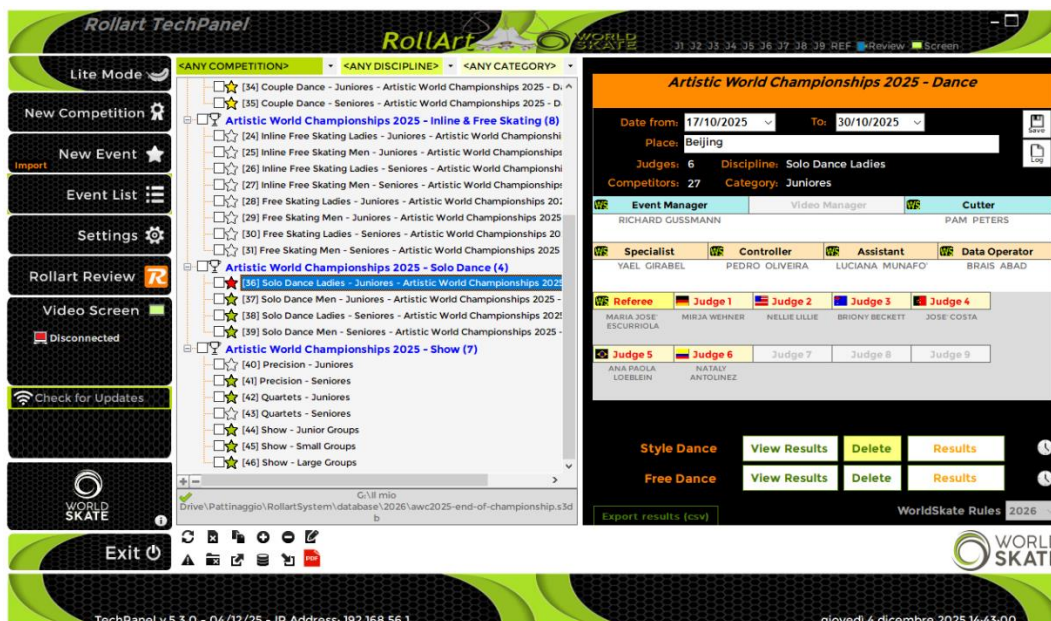 Rollart TechPanel
RollArt
WORLD SKATE
J1 J2 J3 J4 J5 J6 J7 J8 J9 REF Review Screen
Lite Mode
New Competition
New Event
Import
Event List
Settings
Rollart Review
Video Screen
Disconnected
Check for Updates
WORLD
SKATE
Exit
<ANY COMPETITION> <ANY DISCIPLINE> <ANY CATEGORY>
[34] Couple Dance - Juniores - Artistic World Championships 2025 - Da
[35] Couple Dance - Seniores - Artistic World Championships 2025 - D
Artistic World Championships 2025 - Inline & Free Skating (8)
[24] Inline Free Skating Ladies - Juniores - Artistic World Championshi
[25] Inline Free Skating Men - Juniores - Artistic World Championships
[26] Inline Free Skating Ladies - Seniores - Artistic World Championshi
[27] Inline Free Skating Men - Seniores - Artistic World Championships
[28] Free Skating Ladies - Juniores - Artistic World Championships 202
[29] Free Skating Men - Juniores - Artistic World Championships 2025
[30] Free Skating Ladies - Seniores - Artistic World Championships 20
[31] Free Skating Men - Seniores - Artistic World Championships 2025
Artistic World Championships 2025 - Solo Dance (4)
[36] Solo Dance Ladies - Juniores - Artistic World Championships 2025
[37] Solo Dance Men - Juniores - Artistic World Championships 2025 -
[38] Solo Dance Ladies - Seniores - Artistic World Championships 202
[39] Solo Dance Men - Seniores - Artistic World Championships 2025 -
Artistic World Championships 2025 - Show (7)
[40] Precision - Juniores
[41] Precision - Seniores
[42] Quartets - Juniores
[43] Quartets - Seniores
[44] Show - Junior Groups
[45] Show - Small Groups
[46] Show - Large Groups
G:\Il mio
Drive\Pattinaggio\RollartSystem\database\2026\awc2025-end-of-championship.s3d
b
PDF
Artistic World Championships 2025 - Dance
Date from: 17/10/2025 To: 30/10/2025
Save
Place: Beijing
Log
Judges: 6 Discipline: Solo Dance Ladies
Competitors: 27 Category: Juniores
Event Manager Video Manager Cutter
RICHARD GUSSMANN PAM PETERS
Specialist Controller Assistant Data Operator
YAEL GIRABEL PEDRO OLIVEIRA LUCIANA MUNAFO' BRAIS ABAD
Referee Judge 1 Judge 2 Judge 3 Judge 4
MARIA JOSE' ESCURRIOLA MIRJA WEHNER NELLIE LILLIE BRIONY BECKETT JOSE' COSTA
Judge 5 Judge 6 Judge 7 Judge 8 Judge 9
ANA PAOLA LOEBLEIN NATALY ANTOLINEZ
Style Dance View Results Delete Results
Free Dance View Results Delete Results
Export results (csv) WorldSkate Rules 2026
WORLD
SKATE
TechPanel v.5.3.0 - 04/12/25 - IP Address: 192.168.56.1
giovedì 4 dicembre 2025 14:43:00